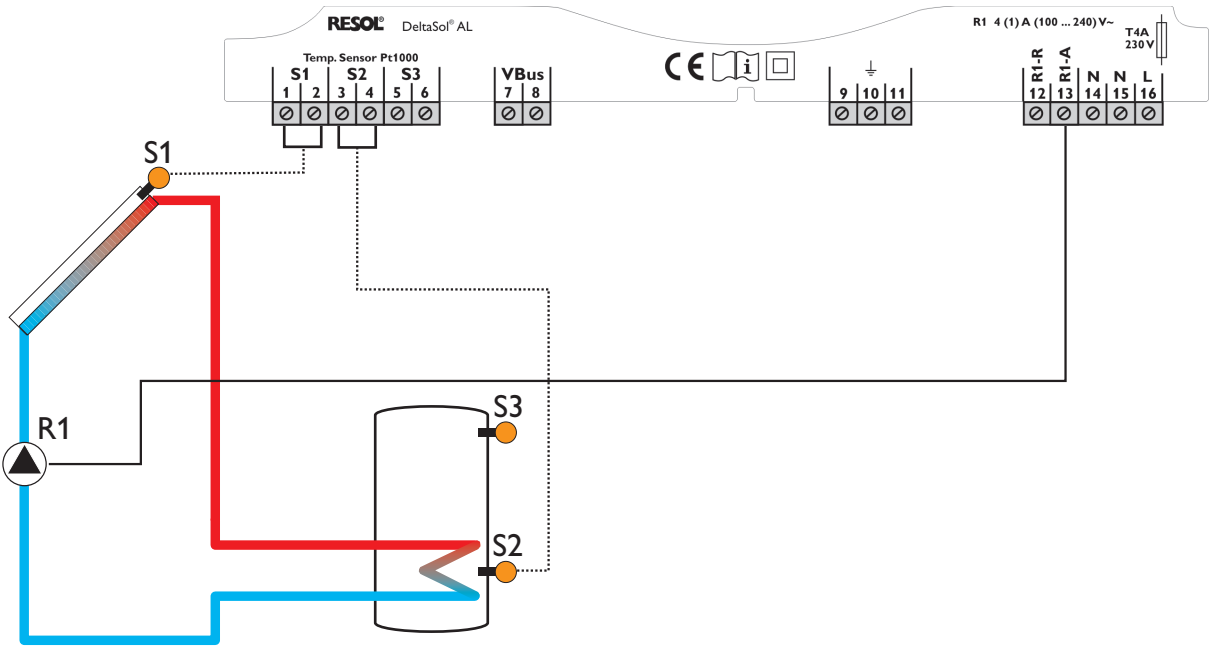 RESOL® DeltaSol® AL
R1 4 (1) A (100 ... 240) V~
T4A
230 V
Temp. Sensor Pt1000
S1 S2 S3
VBus
R1-R R1-A N N L
1 2 3 4 5 6 7 8 9 10 11 12 13 14 15 16
CE i
S1
S3
R1
S2